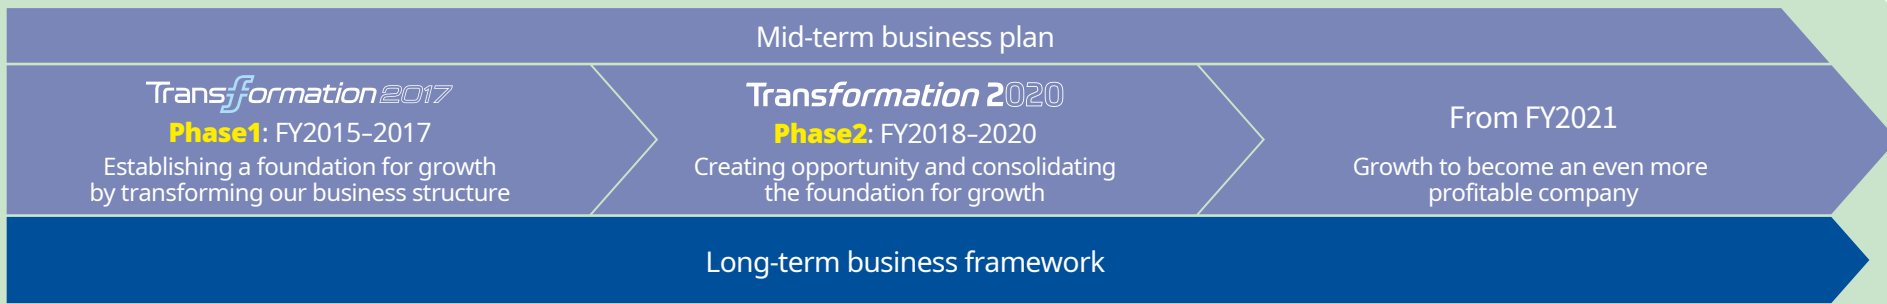 Mid-term business plan
Transformation 2017
Phase1: FY2015–2017
Establishing a foundation for growth
by transforming our business structure
Transformation 2020
Phase2: FY2018–2020
Creating opportunity and consolidating
the foundation for growth
From FY2021
Growth to become an even more
profitable company
Long-term business framework